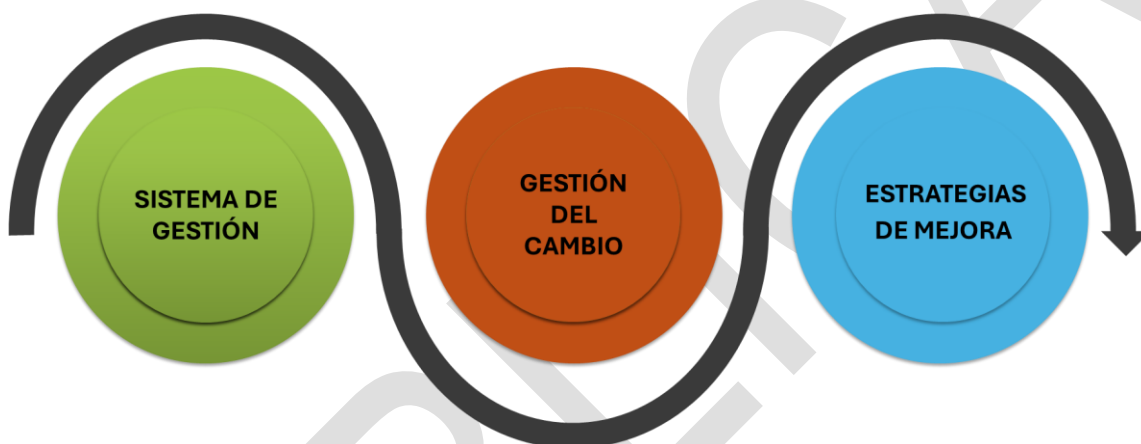 SISTEMA DE
GESTIÓN
GESTIÓN
DEL
CAMBIO
ESTRATEGIAS
DE MEJORA